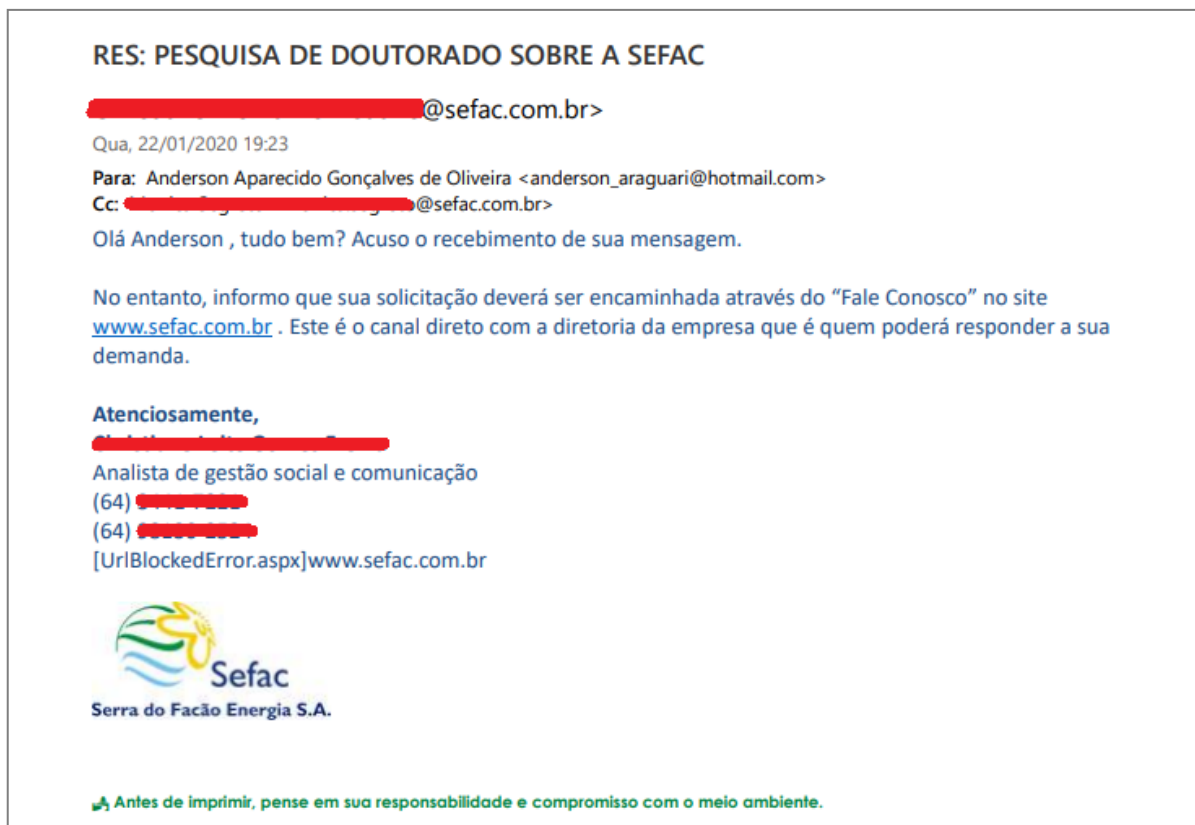 RES: PESQUISA DE DOUTORADO SOBRE A SEFAC
@sefac.com.br>
Qua, 22/01/2020 19:23
Para: Anderson Aparecido Gonçalves de Oliveira <anderson_araguari@hotmail.com>
Cc: @sefac.com.br>
Olá Anderson , tudo bem? Acuso o recebimento de sua mensagem.
No entanto, informo que sua solicitação deverá ser encaminhada através do “Fale Conosco” no site
www.sefac.com.br . Este é o canal direto com a diretoria da empresa que é quem poderá responder a sua
demanda.
Atenciosamente,
Analista de gestão social e comunicação
(64)
(64)
[UrlBlockedError.aspx]www.sefac.com.br
Sefac
Serra do Facão Energia S.A.
Antes de imprimir, pense em sua responsabilidade e compromisso com o meio ambiente.